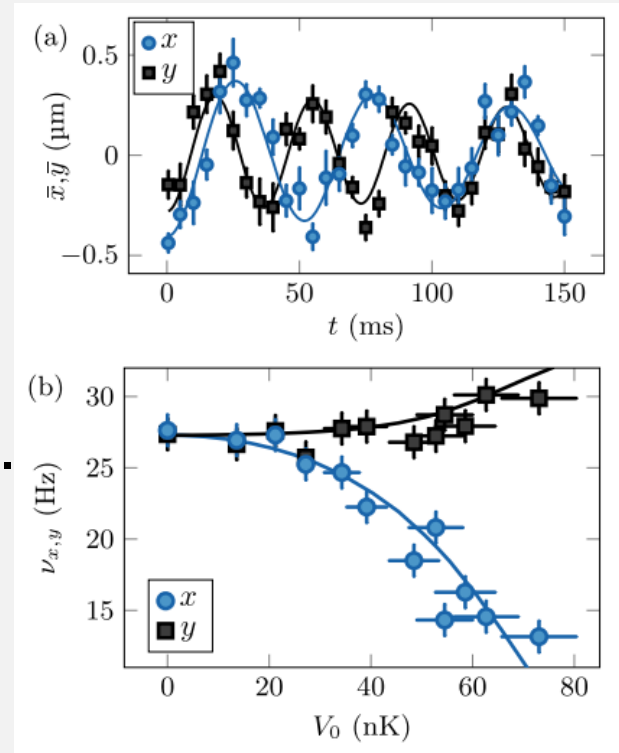 (a)
x
y
0.5
0
−0.5
x̄,ȳ (µm)
0
50
100
150
t (ms)
(b)
30
25
20
15
ν_{x,y} (Hz)
x
y
0
20
40
60
80
V₀ (nK)